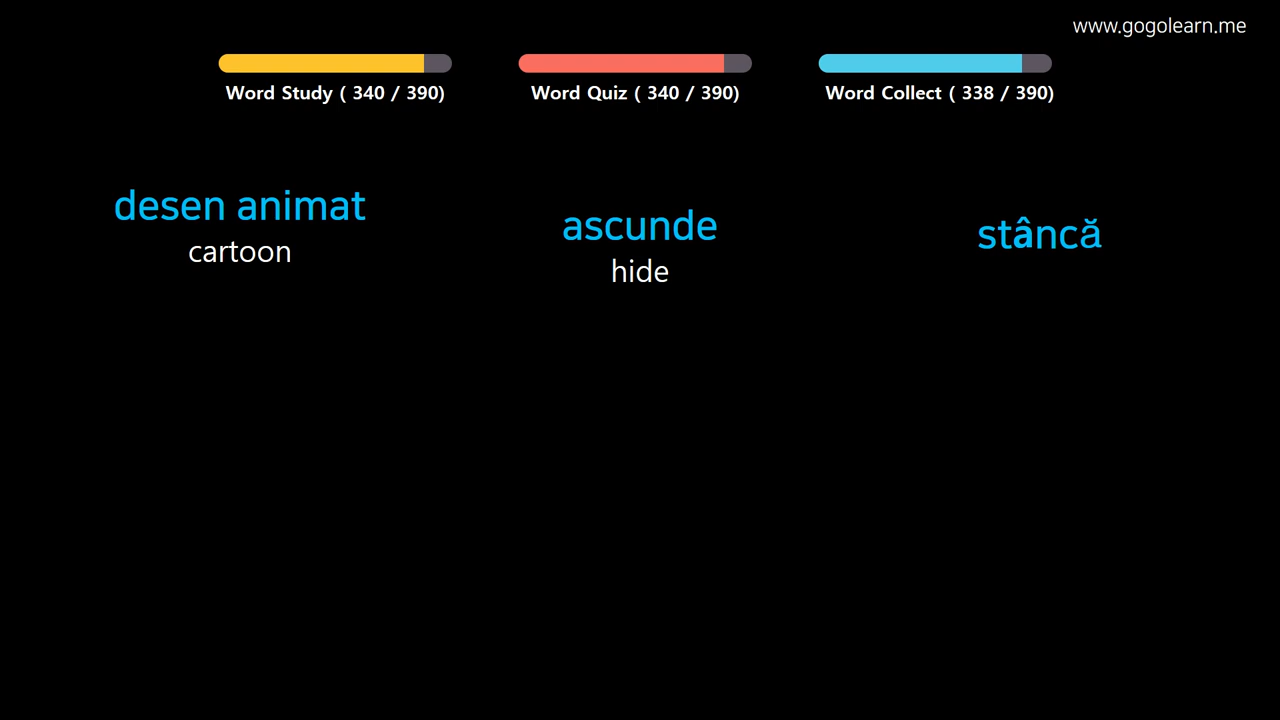 www.gogolearn.me
Word Study ( 340 / 390)
Word Quiz ( 340 / 390)
Word Collect ( 338 / 390)
desen animat
cartoon
ascunde
hide
stâncă